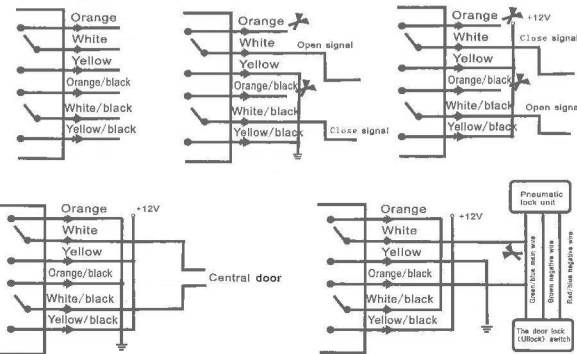 Orange
White
Yellow
Orange/black
White/black
Yellow/black
Orange
White
Open signal
Yellow
Orange/black
White/black
Close signal
Yellow/black
Orange
+12V
White
Close signal
Yellow
Orange/black
White/black
Open signal
Yellow/black
Orange
+12V
White
Yellow
Orange/black
Central door
White/black
Yellow/black
Orange
+12V
White
Yellow
Orange/black
White/black
Yellow/black
Pneumatic
lock unit
Green/blue main wire
Brown negative wire
Red/blue negative wire
The door lock
(Ullock) switch